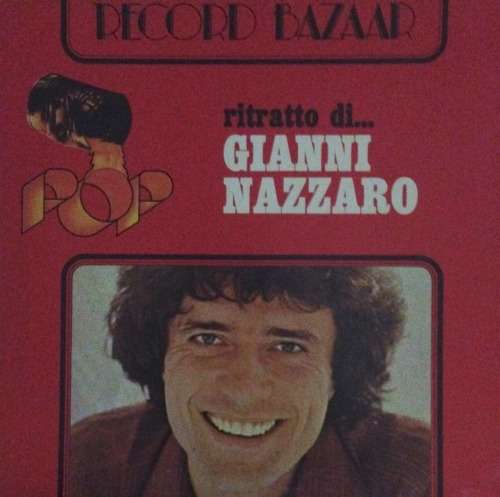 RECORD BAZAAR
POP
ritratto di...
GIANNI
NAZZARO